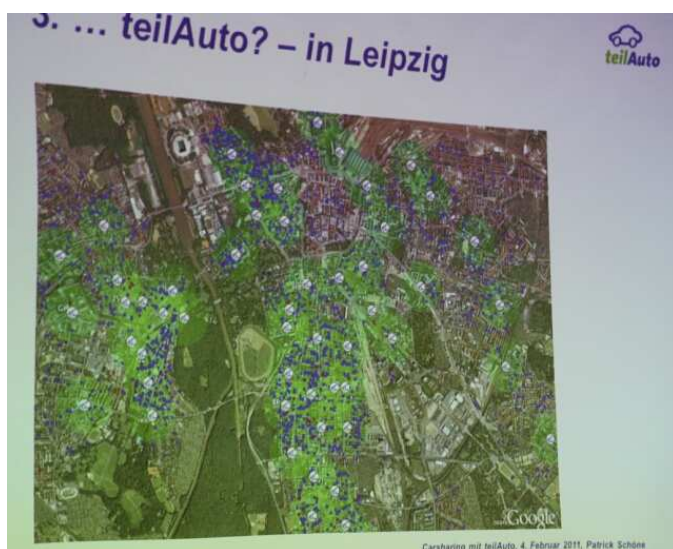 3. ... teilAuto? – in Leipzig
teilAuto
Google
Carsharing mit teilAuto, 4. Februar 2011, Patrick Schöne